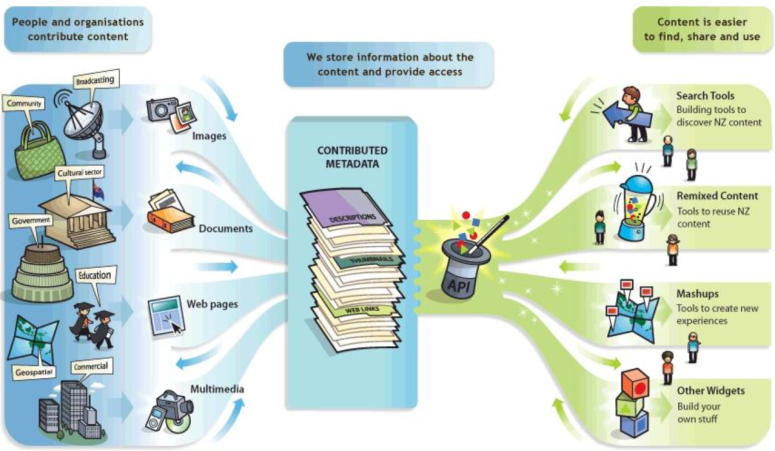 People and organisations
contribute content
We store information about the
content and provide access
Content is easier
to find, share and use
Broadcasting
Community
Images
Cultural sector
Documents
Government
Education
Web pages
Geospatial
Commercial
Multimedia
CONTRIBUTED
METADATA
DESCRIPTIONS
THUMBNAILS
WEB LINKS
API
Search Tools
Building tools to
discover NZ content
Remixed Content
Tools to reuse NZ
content
Mashups
Tools to create new
experiences
Other Widgets
Build your
own stuff